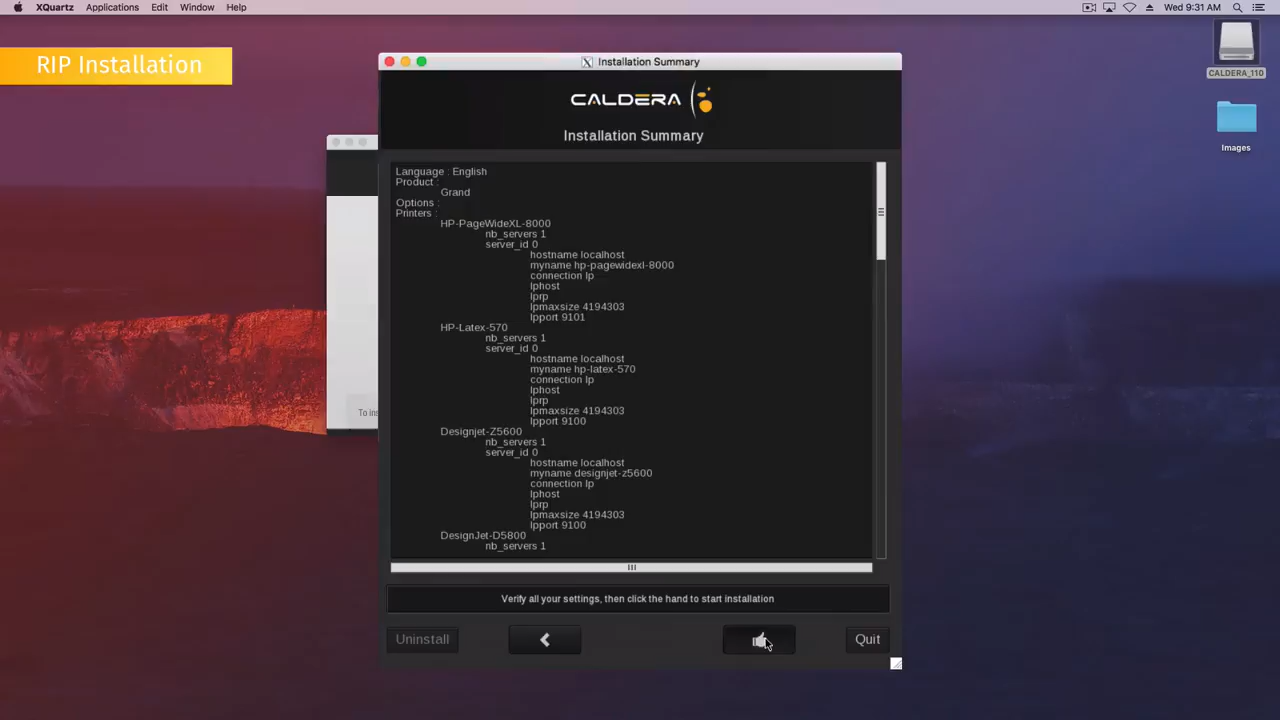 XQuartz Applications Edit Window Help Wed 9:31 AM
RIP Installation
CALDERA_110
Images
Installation Summary
CALDERA
Installation Summary
Language : English
Product :
Grand
Options :
Printers :
HP-PageWideXL-8000
nb_servers 1
server_id 0
hostname localhost
myname hp-pagewidexl-8000
connection lp
lphost
lprp
lpmaxsize 4194303
lpport 9101
HP-Latex-570
nb_servers 1
server_id 0
hostname localhost
myname hp-latex-570
connection lp
lphost
lprp
lpmaxsize 4194303
lpport 9100
Designjet-Z5600
nb_servers 1
server_id 0
hostname localhost
myname designjet-z5600
connection lp
lphost
lprp
lpmaxsize 4194303
lpport 9100
DesignJet-D5800
nb_servers 1
To ins
Verify all your settings, then click the hand to start installation
Uninstall Quit